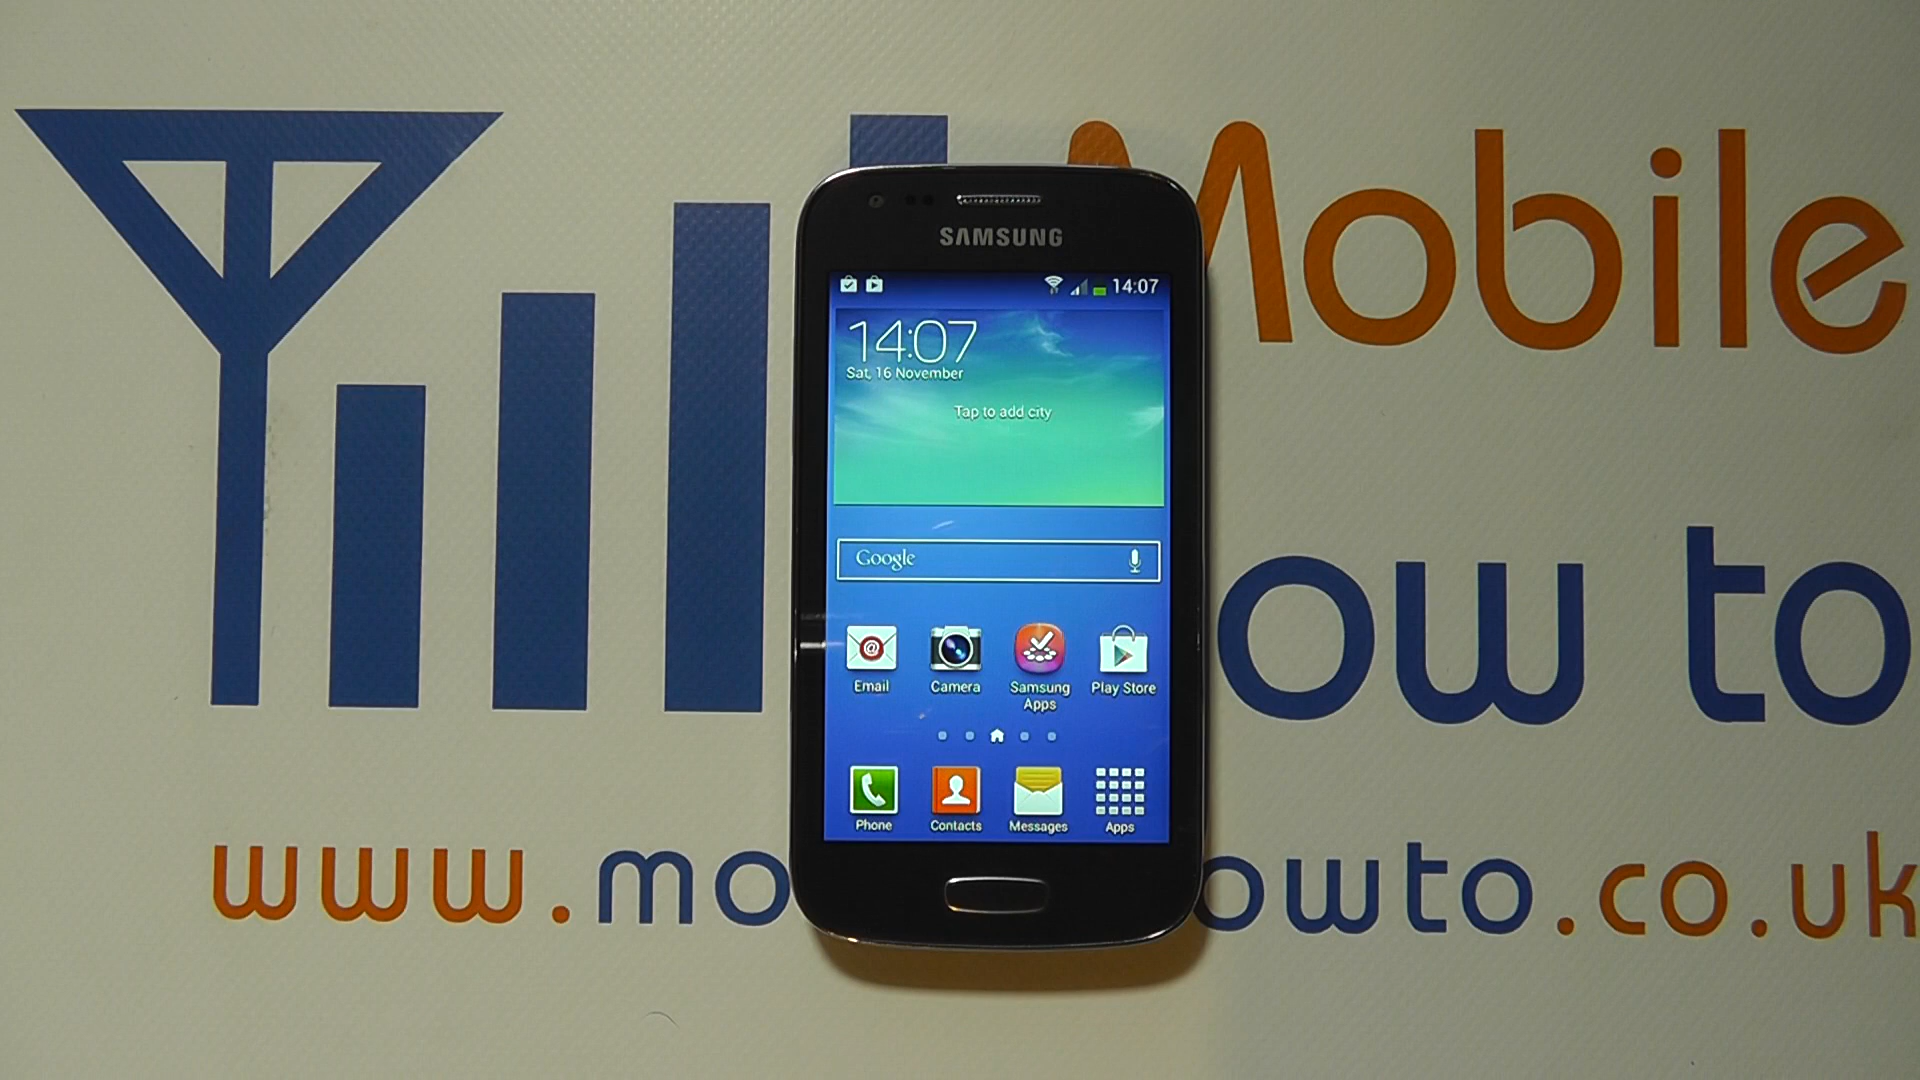 Mobile
SAMSUNG
14:07
14:07
Sat, 16 November
Tap to add city
Google
ow to
Email Camera Samsung Apps Play Store
Phone Contacts Messages Apps
www.mo owto.co.uk